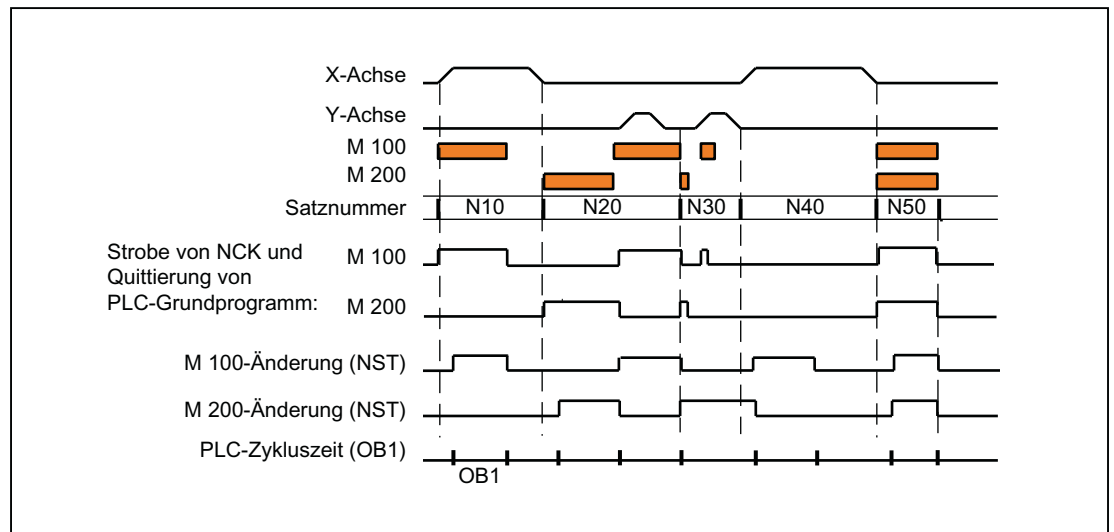 X-Achse
Y-Achse
M 100
M 200
Satznummer N10 N20 N30 N40 N50
Strobe von NCK und
Quittierung von
PLC-Grundprogramm:
M 100
M 200
M 100-Änderung (NST)
M 200-Änderung (NST)
PLC-Zykluszeit (OB1)
OB1